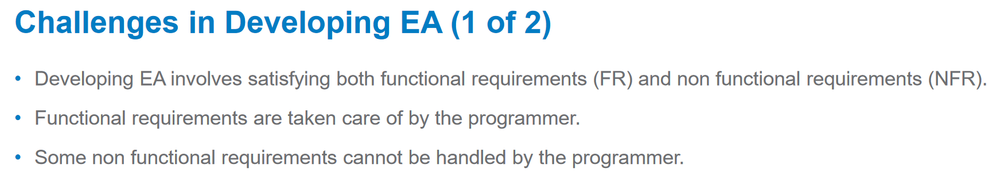 Challenges in Developing EA (1 of 2)
• Developing EA involves satisfying both functional requirements (FR) and non functional requirements (NFR).
• Functional requirements are taken care of by the programmer.
• Some non functional requirements cannot be handled by the programmer.